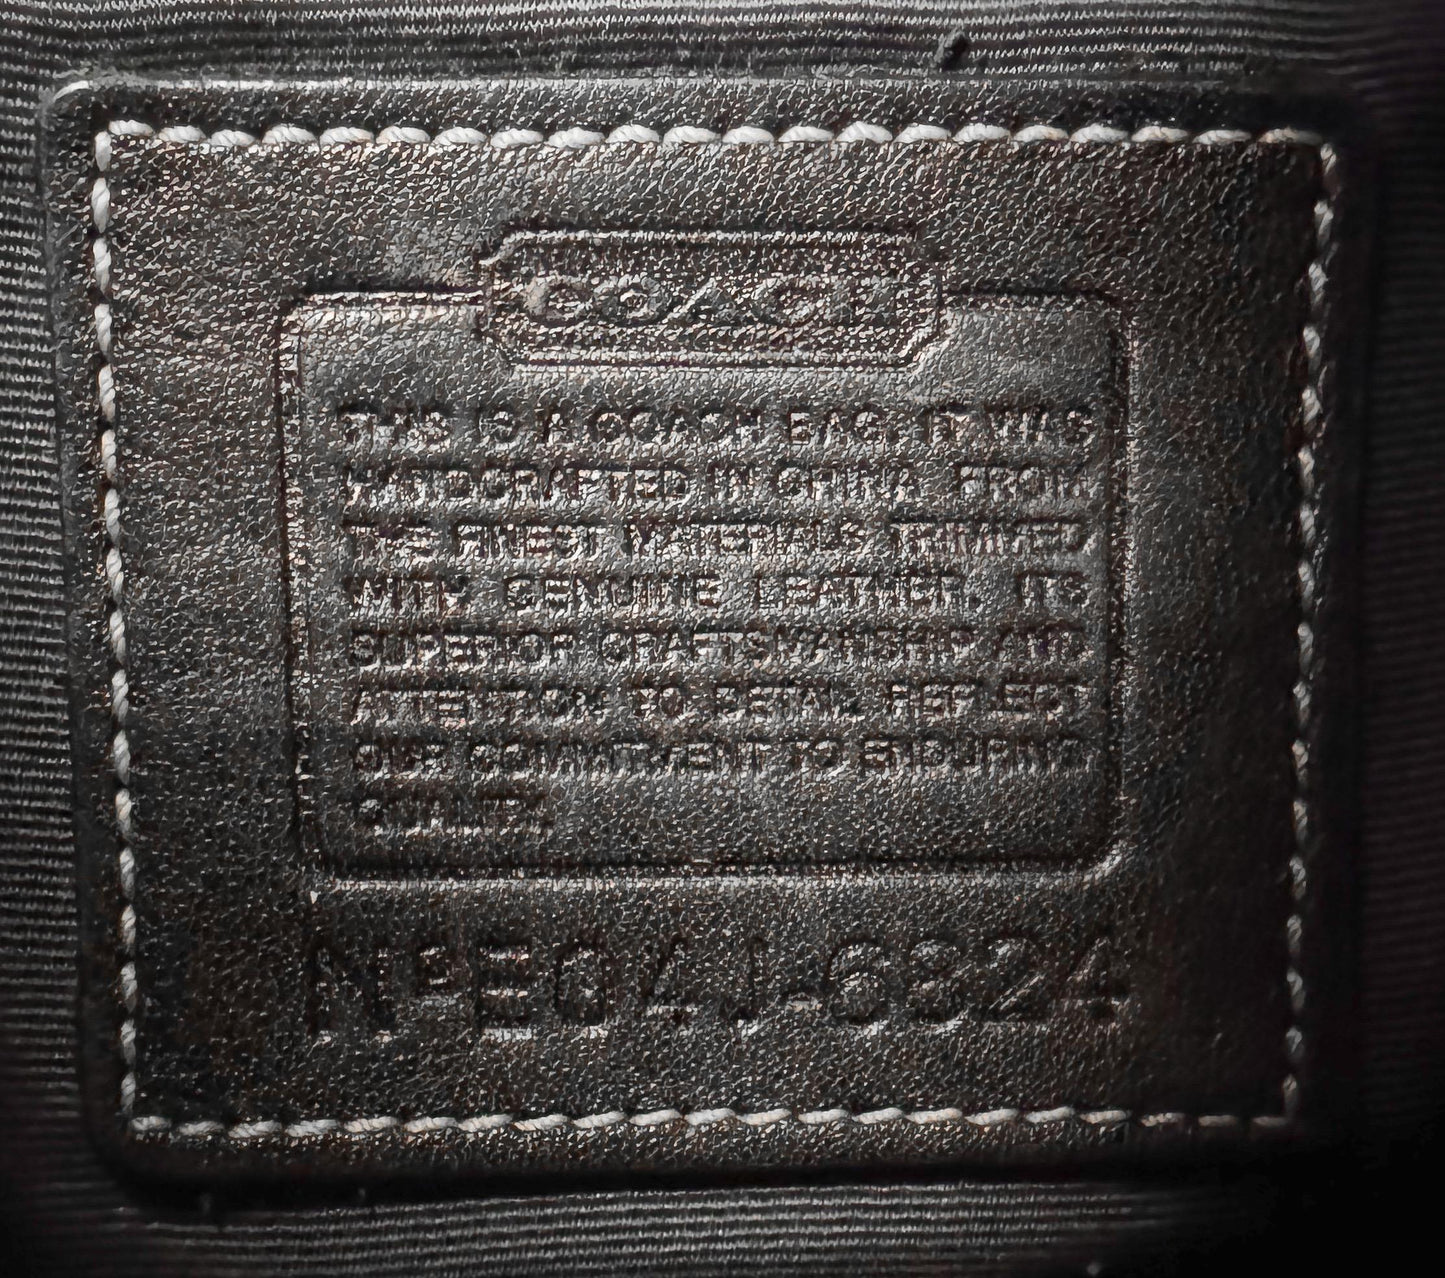 COACH
THIS IS A COACH BAG. IT WAS
HANDCRAFTED IN CHINA FROM
THE FINEST MATERIALS TRIMMED
WITH GENUINE LEATHER. ITS
SUPERIOR CRAFTSMANSHIP AND
ATTENTION TO DETAIL REFLECT
OUR COMMITMENT TO ENDURING
QUALITY.
Nº E04J-6824